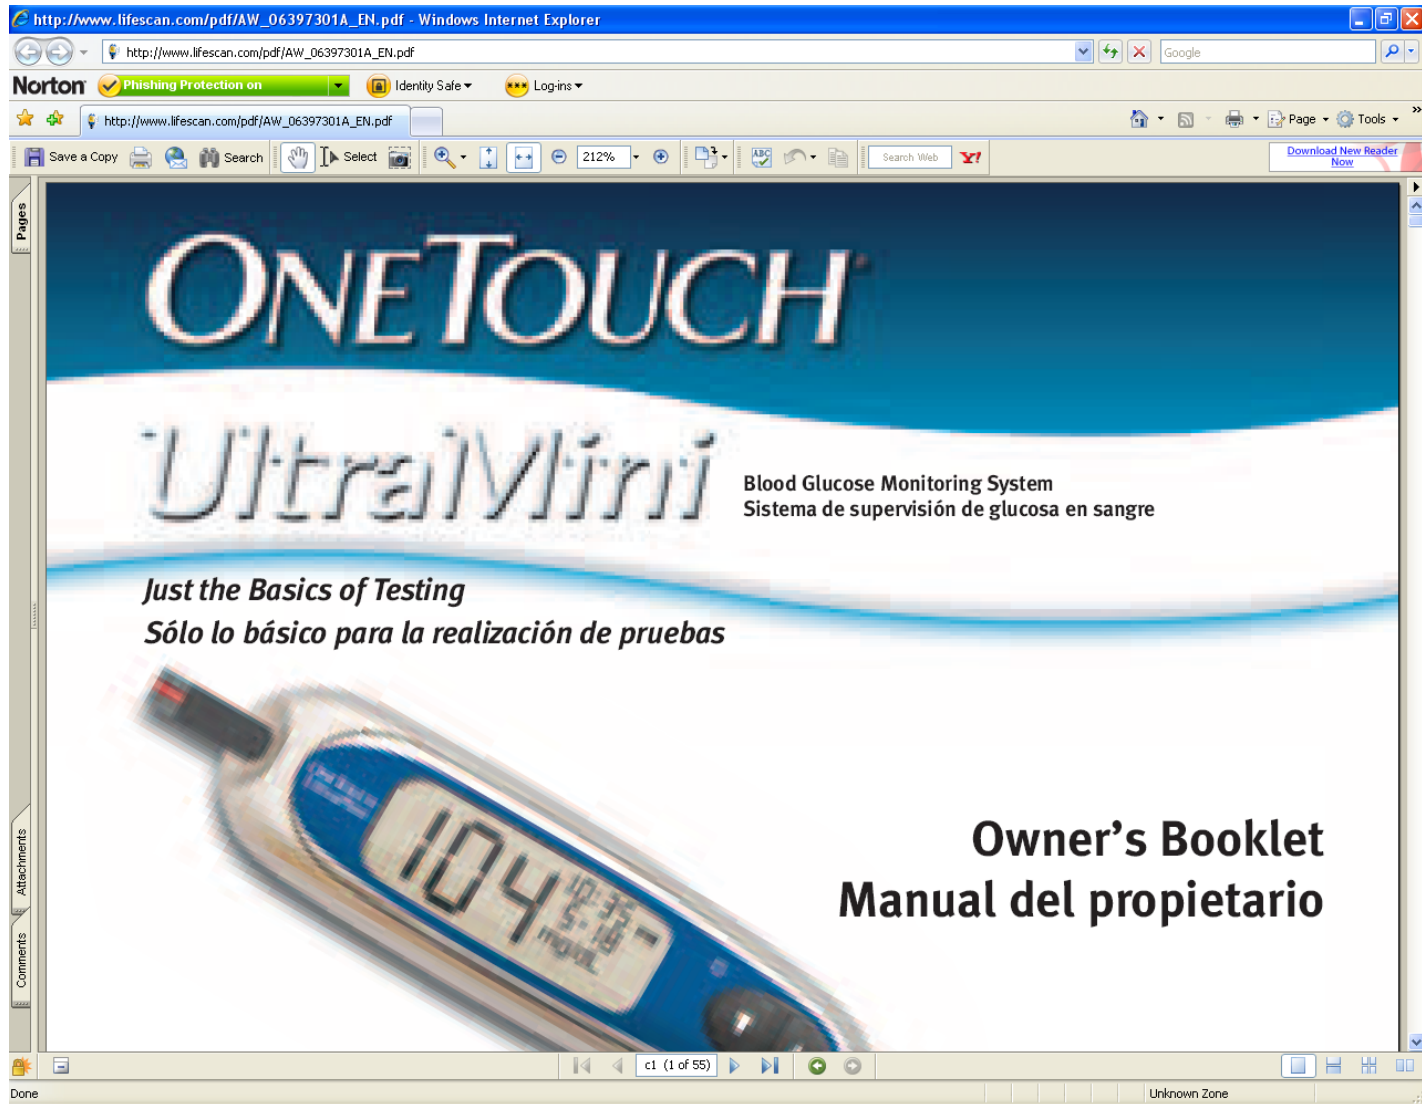 http://www.lifescan.com/pdf/AW_06397301A_EN.pdf - Windows Internet Explorer
http://www.lifescan.com/pdf/AW_06397301A_EN.pdf
Google
Norton
Phishing Protection on
Identity Safe
Log-ins
http://www.lifescan.com/pdf/AW_06397301A_EN.pdf
Page
Tools
Save a Copy
Search
Select
212%
ABC
Search Web
Y!
Download New Reader
Now
Pages
ONETOUCH
UltraMini
Blood Glucose Monitoring System
Sistema de supervisión de glucosa en sangre
Just the Basics of Testing
Sólo lo básico para la realización de pruebas
104
Owner's Booklet
Manual del propietario
Attachments
Comments
c1 (1 of 55)
Done
Unknown Zone